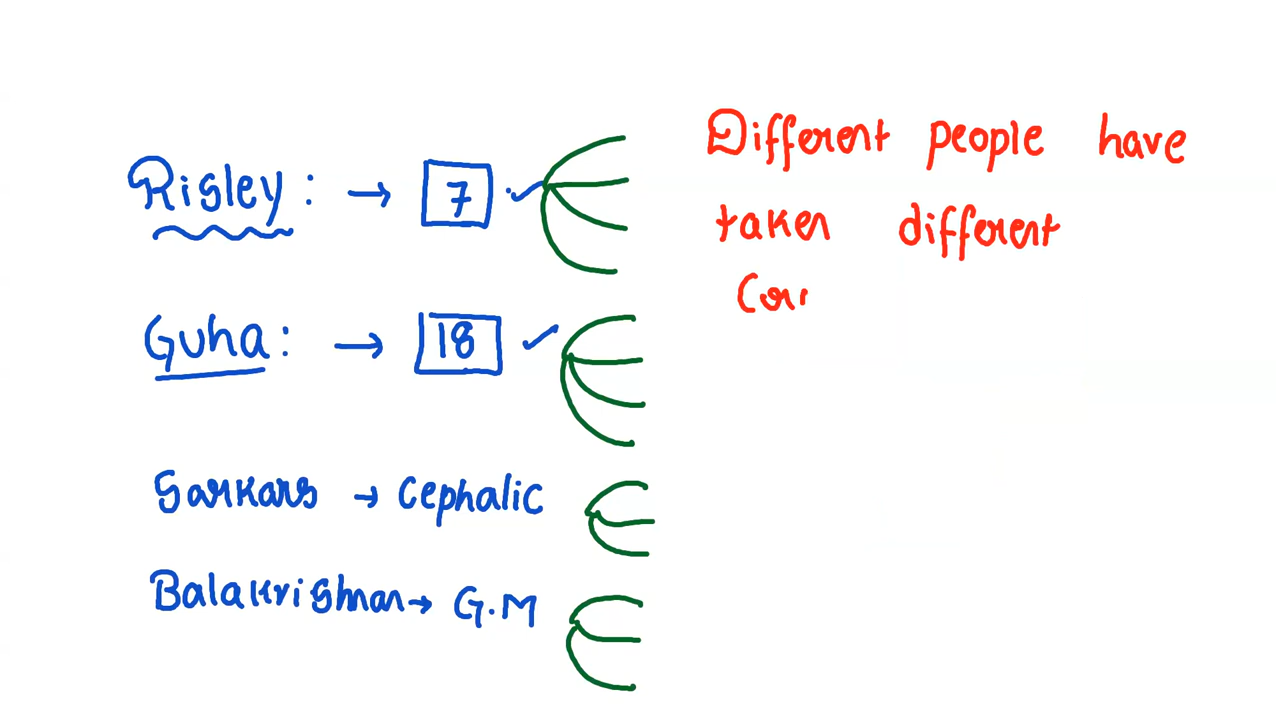 Risley : → 7 ✓
Guha : → 18 ✓
Sarkars → Cephalic
Balakrishnan → G.M
Different people have
taken different